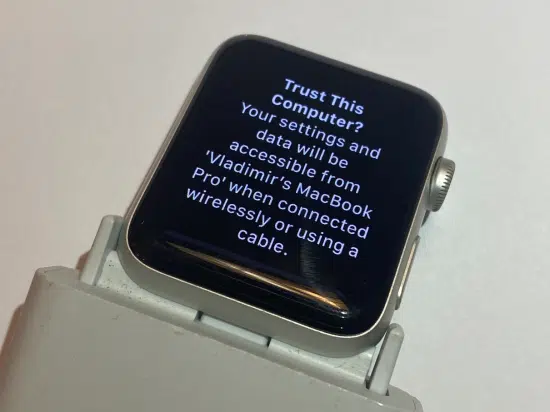 Trust This
Computer?
Your settings and
data will be
accessible from
'Vladimir's MacBook
Pro' when connected
wirelessly or using a
cable.